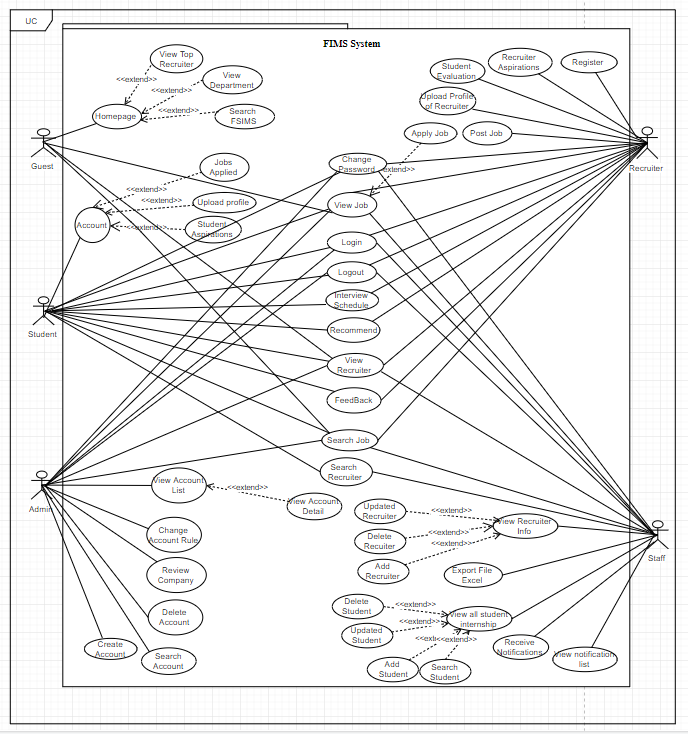 UC
FIMS System
View Top
Recruiter
<<extend>>
View
Department
<<extend>>
Homepage
<<extend>>
Search
FSIMS
Student
Evaluation
Recruiter
Aspirations
Register
Upload Profile
of Recruiter
Apply Job
Post Job
Guest
Recruiter
Jobs
Applied
<<extend>>
<<extend>>
Upload profile
Account
<<extend>>
Student
Aspirations
Change
Password
extend>>
View Job
Login
Logout
Interview
Schedule
Recommend
View
Recruiter
FeedBack
Search Job
Search
Recruiter
Student
Admin
View Account
List
<<extend>>
View Account
Detail
Change
Account Rule
Review
Company
Delete
Account
Create
Account
Search
Account
Updated
Recruiter
<<extend>>
View Recruiter
Info
Delete
Recuiter
<<extend>>
<<extend>>
Add
Recruiter
Export File
Excel
Staff
Delete
Student
<<extend>>
View all student
internship
Updated
Student
<<extend>>
<<exte
<<extend>>
Add
Student
Search
Student
Receive
Notifications
View notification
list